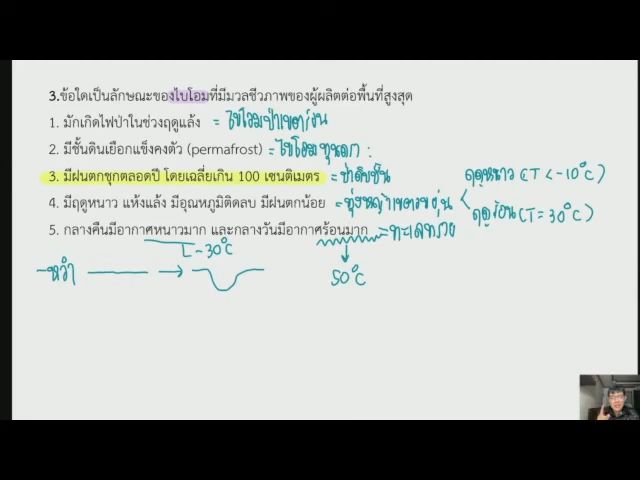 3.ข้อใดเป็นลักษณะของไบโอมที่มีมวลชีวภาพของผู้ผลิตต่อพื้นที่สูงสุด
1. มักเกิดไฟป่าในช่วงฤดูแล้ง = ไบโอมป่าเขตร้อน
2. มีชั้นดินเยือกแข็งคงตัว (permafrost) = ไบโอมทุนดรา :
3. มีฝนตกชุกตลอดปี โดยเฉลี่ยเกิน 100 เซนติเมตร = ป่าดิบชื้น
ฤดูหนาว (T < -10°C)
4. มีฤดูหนาว แห้งแล้ง มีอุณหภูมิติดลบ มีฝนตกน้อย = ทุ่งหญ้าเขตอบอุ่น <
ฤดูร้อน (T = 30°C)
5. กลางคืนมีอากาศหนาวมาก และกลางวันมีอากาศร้อนมาก = ทะเลทราย
-30°C
50°C